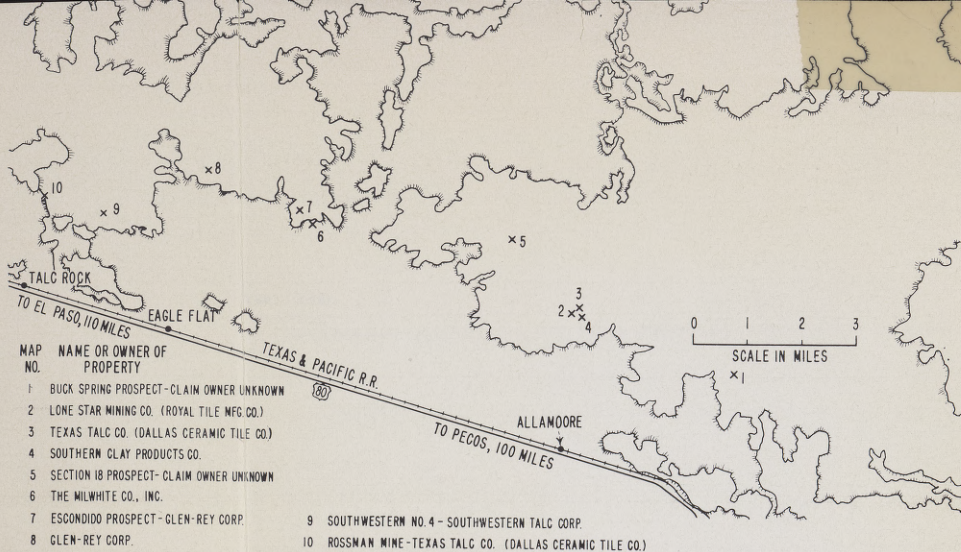 8
10
9
7
6
5
3
2
4
1
TALC ROCK
TO EL PASO, 110 MILES
EAGLE FLAT
TEXAS & PACIFIC R.R.
80
TO PECOS, 100 MILES
ALLAMOORE
0 1 2 3
SCALE IN MILES
MAP NO. NAME OR OWNER OF PROPERTY
1 BUCK SPRING PROSPECT-CLAIM OWNER UNKNOWN
2 LONE STAR MINING CO. (ROYAL TILE MFG.CO.)
3 TEXAS TALC CO. (DALLAS CERAMIC TILE CO.)
4 SOUTHERN CLAY PRODUCTS CO.
5 SECTION 18 PROSPECT-CLAIM OWNER UNKNOWN
6 THE MILWHITE CO., INC.
7 ESCONDIDO PROSPECT-GLEN-REY CORP.
8 GLEN-REY CORP.
9 SOUTHWESTERN NO. 4 - SOUTHWESTERN TALC CORP.
10 ROSSMAN MINE-TEXAS TALC CO. (DALLAS CERAMIC TILE CO.)